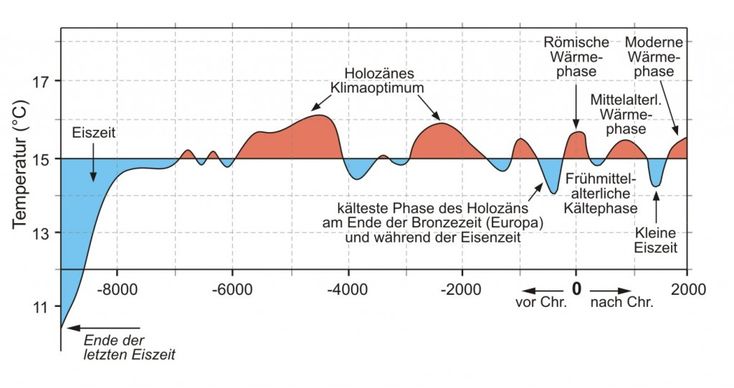 Temperatur (°C)
17
15
13
11
Eiszeit
Holozänes
Klimaoptimum
Römische
Wärme-
phase
Moderne
Wärme-
phase
Mittelalterl.
Wärme-
phase
kälteste Phase des Holozäns
am Ende der Bronzezeit (Europa)
und während der Eisenzeit
Frühmittel-
alterliche
Kältephase
Kleine
Eiszeit
-8000
-6000
-4000
-2000
0
2000
vor Chr.
nach Chr.
Ende der
letzten Eiszeit